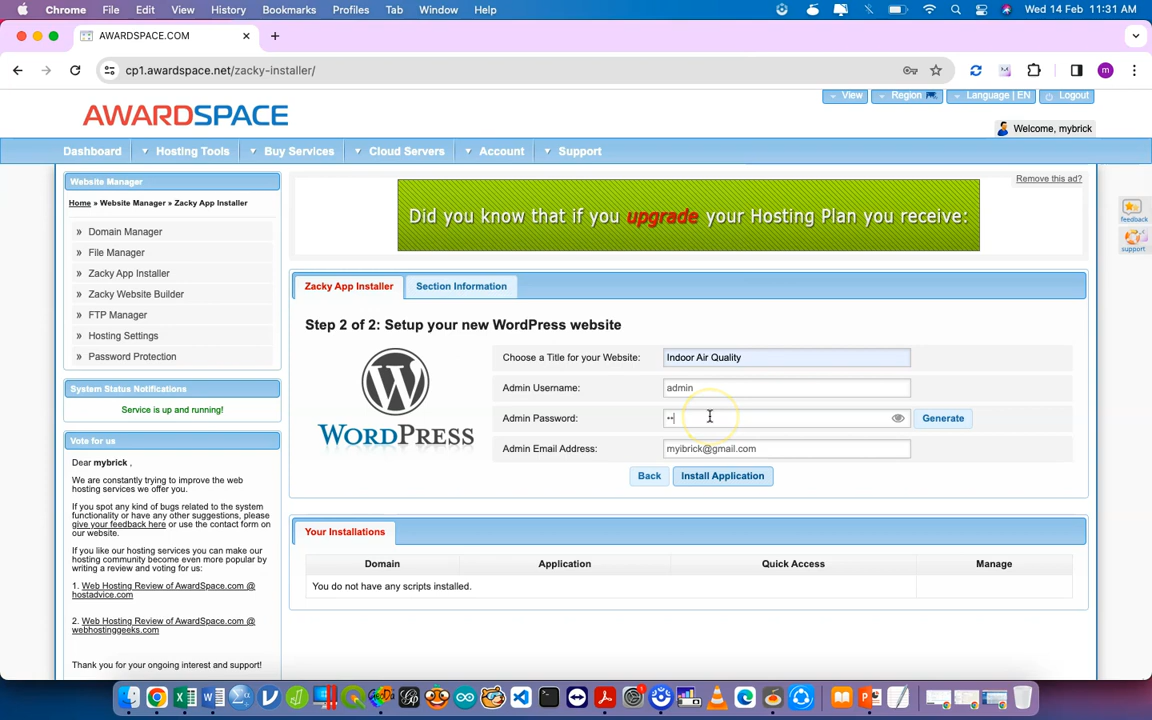 Chrome File Edit View History Bookmarks Profiles Tab Window Help Wed 14 Feb 11:31 AM
AWARDSPACE.COM
cp1.awardspace.net/zacky-installer/
View Region Language | EN Logout
AWARDSPACE
Welcome, mybrick
Dashboard Hosting Tools Buy Services Cloud Servers Account Support
Website Manager
Home » Website Manager » Zacky App Installer
» Domain Manager
» File Manager
» Zacky App Installer
» Zacky Website Builder
» FTP Manager
» Hosting Settings
» Password Protection
System Status Notifications
Service is up and running!
Vote for us
Dear mybrick ,
We are constantly trying to improve the web
hosting services we offer you.
If you spot any kind of bugs related to the system
functionality or have any other suggestions, please
give your feedback here or use the contact form on
our website.
If you like our hosting services you can make our
hosting community become even more popular by
writing a review and voting for us:
1. Web Hosting Review of AwardSpace.com @
hostadvice.com
2. Web Hosting Review of AwardSpace.com @
webhostinggeeks.com
Thank you for your ongoing interest and support!
Remove this ad?
Did you know that if you upgrade your Hosting Plan you receive:
feedback
support
Zacky App Installer Section Information
Step 2 of 2: Setup your new WordPress website
WORDPRESS
Choose a Title for your Website: Indoor Air Quality
Admin Username: admin
Admin Password: Generate
Admin Email Address: myibrick@gmail.com
Back Install Application
Your Installations
Domain Application Quick Access Manage
You do not have any scripts installed.